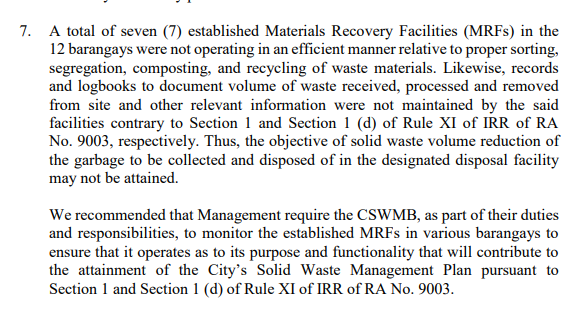 7. A total of seven (7) established Materials Recovery Facilities (MRFs) in the
12 barangays were not operating in an efficient manner relative to proper sorting,
segregation, composting, and recycling of waste materials. Likewise, records
and logbooks to document volume of waste received, processed and removed
from site and other relevant information were not maintained by the said
facilities contrary to Section 1 and Section 1 (d) of Rule XI of IRR of RA
No. 9003, respectively. Thus, the objective of solid waste volume reduction of
the garbage to be collected and disposed of in the designated disposal facility
may not be attained.
We recommended that Management require the CSWMB, as part of their duties
and responsibilities, to monitor the established MRFs in various barangays to
ensure that it operates as to its purpose and functionality that will contribute to
the attainment of the City’s Solid Waste Management Plan pursuant to
Section 1 and Section 1 (d) of Rule XI of IRR of RA No. 9003.